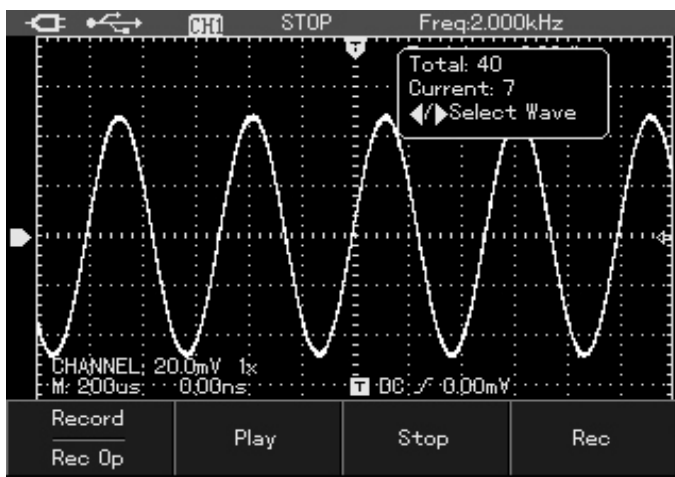 CH1 STOP Freq:2.000kHz
T
Total: 40
Current: 7
◀/▶Select Wave
CHANNEL: 20.0mV 1x
M: 200us 0.00ns T DC 0.00mV
Record Play Stop Rec
Rec Op